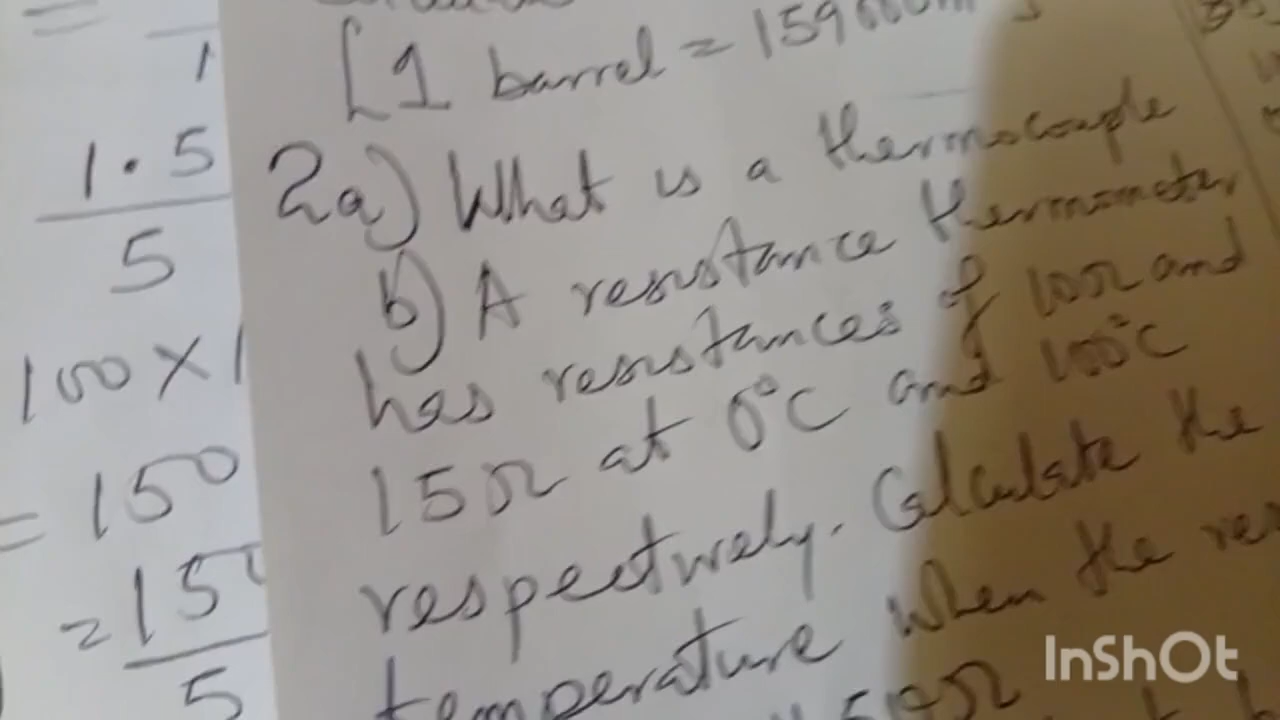 =
1
1.5
5
100 x 1
= 150
= 15
5
[1 barrel = 159
2a) What is a thermocouple
b) A resistance thermometer
has resistances of 100Ω and
15Ω at 0°C and 100°C
respectively. Calculate the
temperature when the
InShOt